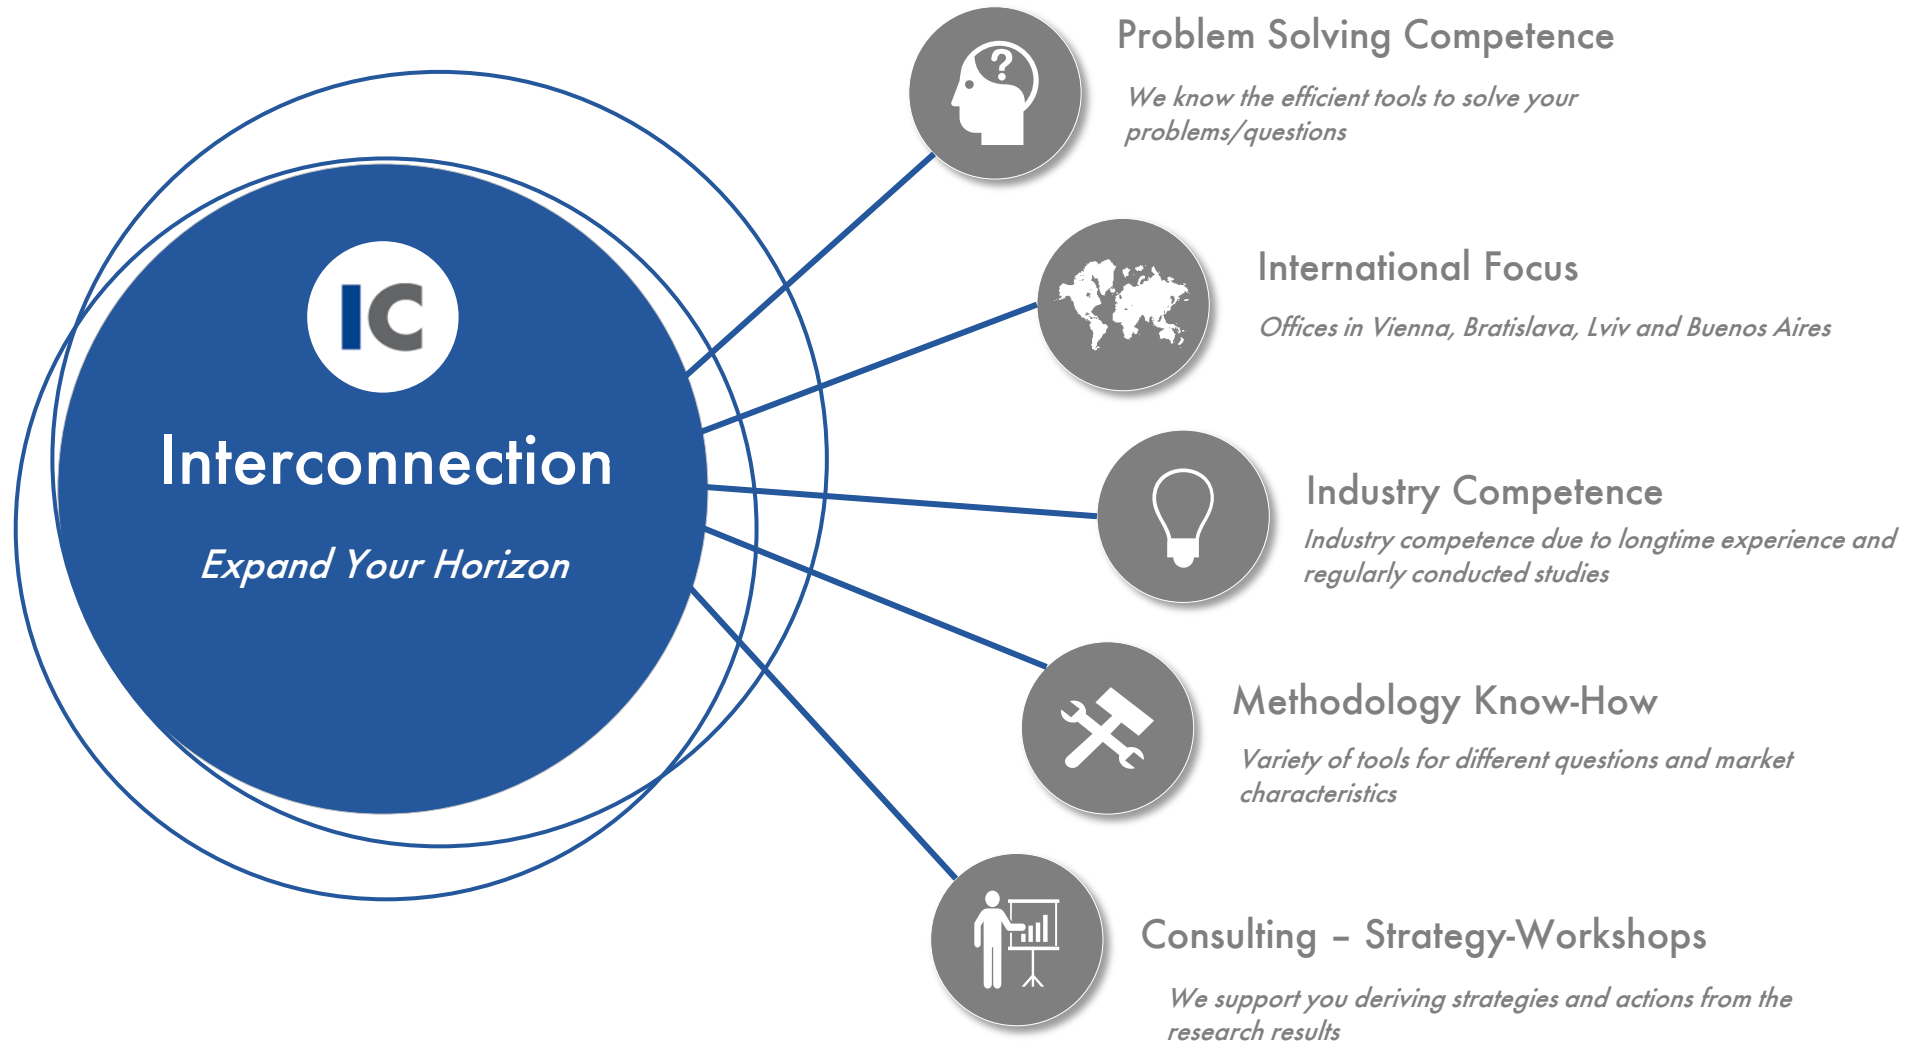 Problem Solving Competence
We know the efficient tools to solve your
problems/questions
International Focus
Offices in Vienna, Bratislava, Lviv and Buenos Aires
IC
Interconnection
Expand Your Horizon
Industry Competence
Industry competence due to longtime experience and
regularly conducted studies
Methodology Know-How
Variety of tools for different questions and market
characteristics
Consulting – Strategy-Workshops
We support you deriving strategies and actions from the
research results